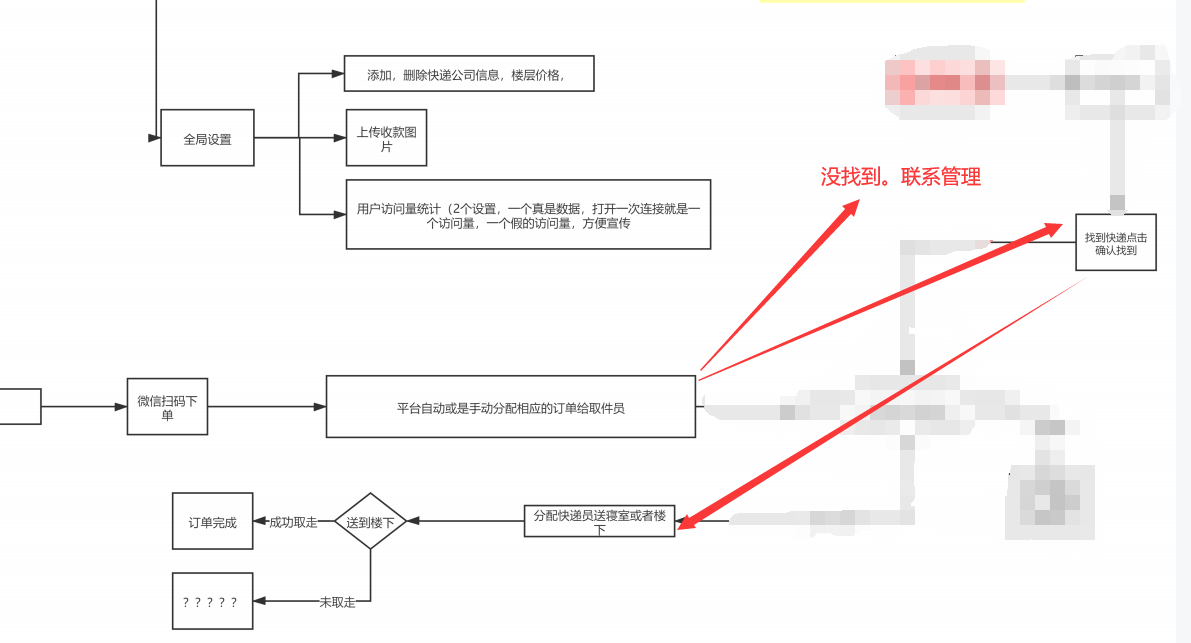 添加，删除快递公司信息，楼层价格，
全局设置
上传收款图
片
没找到。联系管理
用户访问量统计（2个设置，一个真是数据，打开一次连接就是一
个访问量，一个假的访问量，方便宣传
找到快递点击
确认找到
微信扫码下
单
平台自动或是手动分配相应的订单给取件员
订单完成
成功取走
送到楼下
分配快递员送寝室或者楼
下
？？？？？
未取走